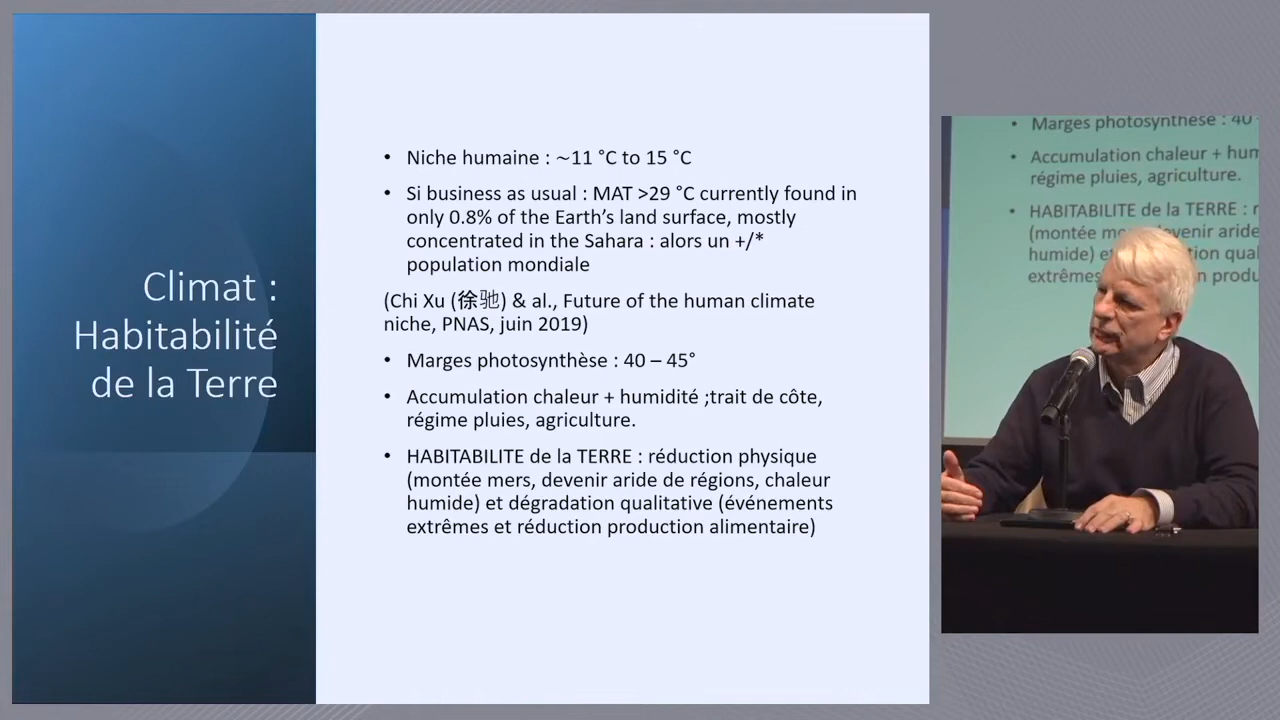 Climat :
Habitabilité
de la Terre
• Niche humaine : ~11 °C to 15 °C
• Si business as usual : MAT >29 °C currently found in
only 0.8% of the Earth’s land surface, mostly
concentrated in the Sahara : alors un +/*
population mondiale
(Chi Xu (徐驰) & al., Future of the human climate
niche, PNAS, juin 2019)
• Marges photosynthèse : 40 – 45°
• Accumulation chaleur + humidité ;trait de côte,
régime pluies, agriculture.
• HABITABILITE de la TERRE : réduction physique
(montée mers, devenir aride de régions, chaleur
humide) et dégradation qualitative (événements
extrêmes et réduction production alimentaire)
• Marges photosynthèse : 40
• Accumulation chaleur + hum
régime pluies, agriculture.
• HABITABILITE de la TERRE : r
(montée devenir aride
humide)
extrêmes produ